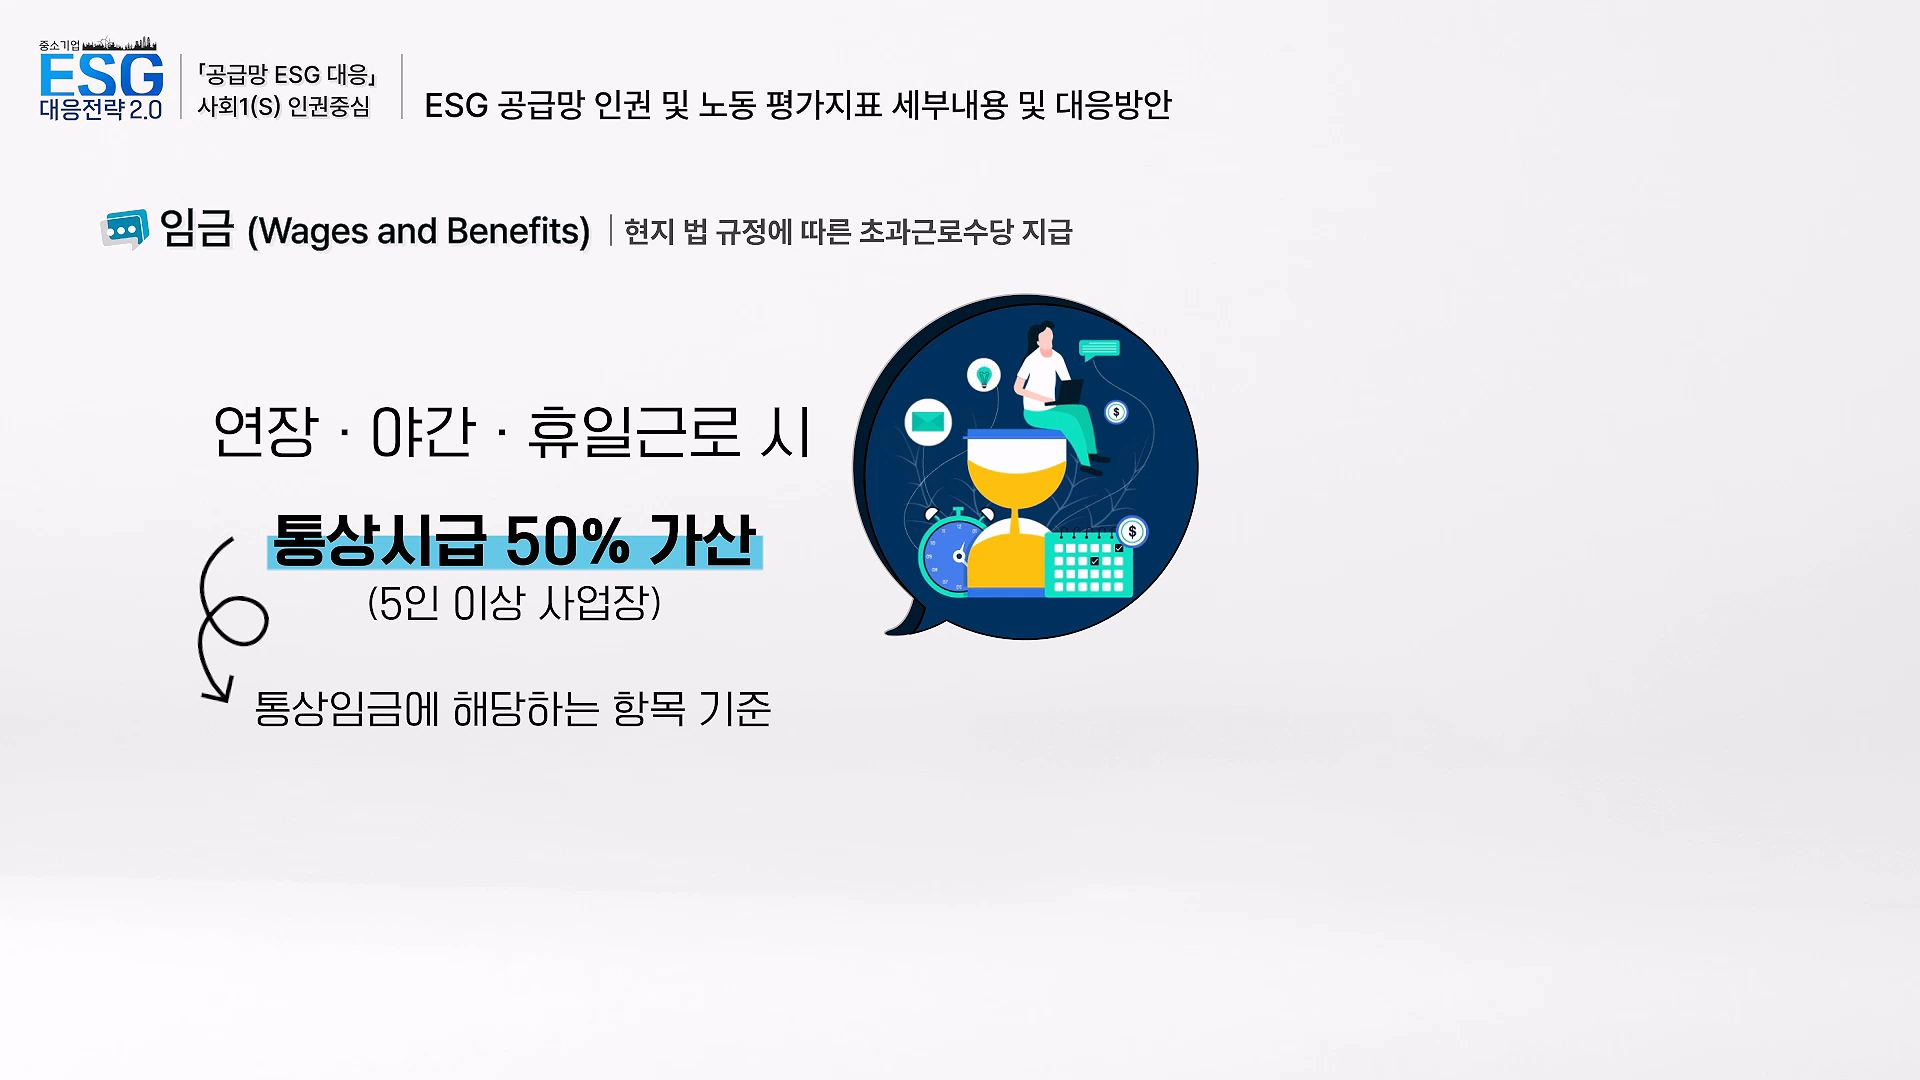 중소기업
ESG
대응전략 2.0
「공급망 ESG 대응」
사회1(S) 인권중심
ESG 공급망 인권 및 노동 평가지표 세부내용 및 대응방안
임금 (Wages and Benefits)
현지 법 규정에 따른 초과근로수당 지급
연장 · 야간 · 휴일근로 시
통상시급 50% 가산
(5인 이상 사업장)
통상임금에 해당하는 항목 기준